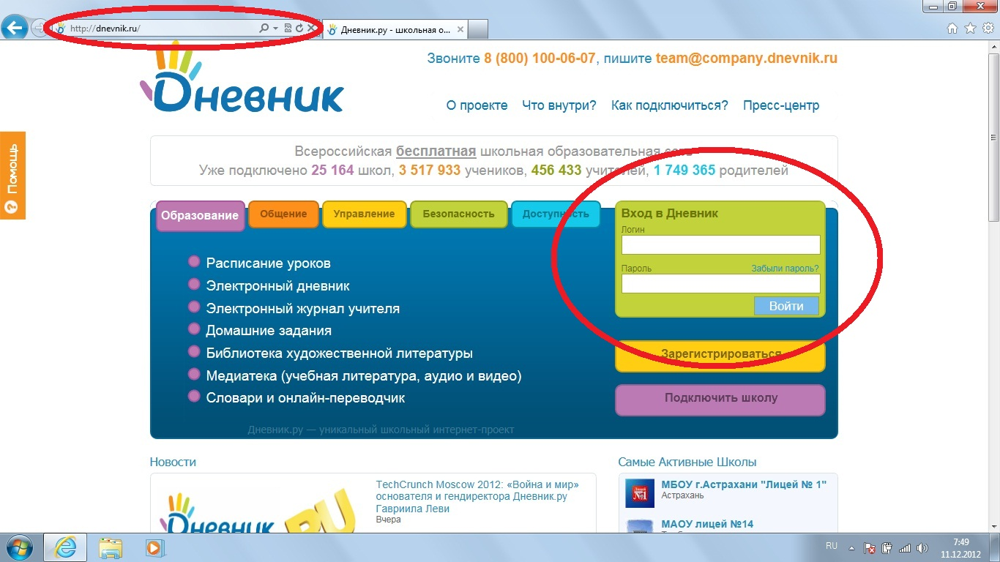 http://dnevnik.ru/
Дневник.ру - школьная о...
Дневник
Звоните 8 (800) 100-06-07, пишите team@company.dnevnik.ru
О проекте Что внутри? Как подключиться? Пресс-центр
Помощь
Всероссийская бесплатная школьная образовательная сеть
Уже подключено 25 164 школ, 3 517 933 учеников, 456 433 учителей, 1 749 365 родителей
Образование Общение Управление Безопасность Доступность
Расписание уроков
Электронный дневник
Электронный журнал учителя
Домашние задания
Библиотека художественной литературы
Медиатека (учебная литература, аудио и видео)
Словари и онлайн-переводчик
Дневник.ру — уникальный школьный интернет-проект
Вход в Дневник
Логин
Пароль Забыли пароль?
Войти
Зарегистрироваться
Подключить школу
Новости
Дневник
RU
TechCrunch Moscow 2012: «Война и мир»
основателя и гендиректора Дневник.ру
Гавриила Леви
Вчера
Самые Активные Школы
№1
МБОУ г.Астрахани "Лицей № 1"
Астрахань
МАОУ лицей №14
RU
7:49
11.12.2012